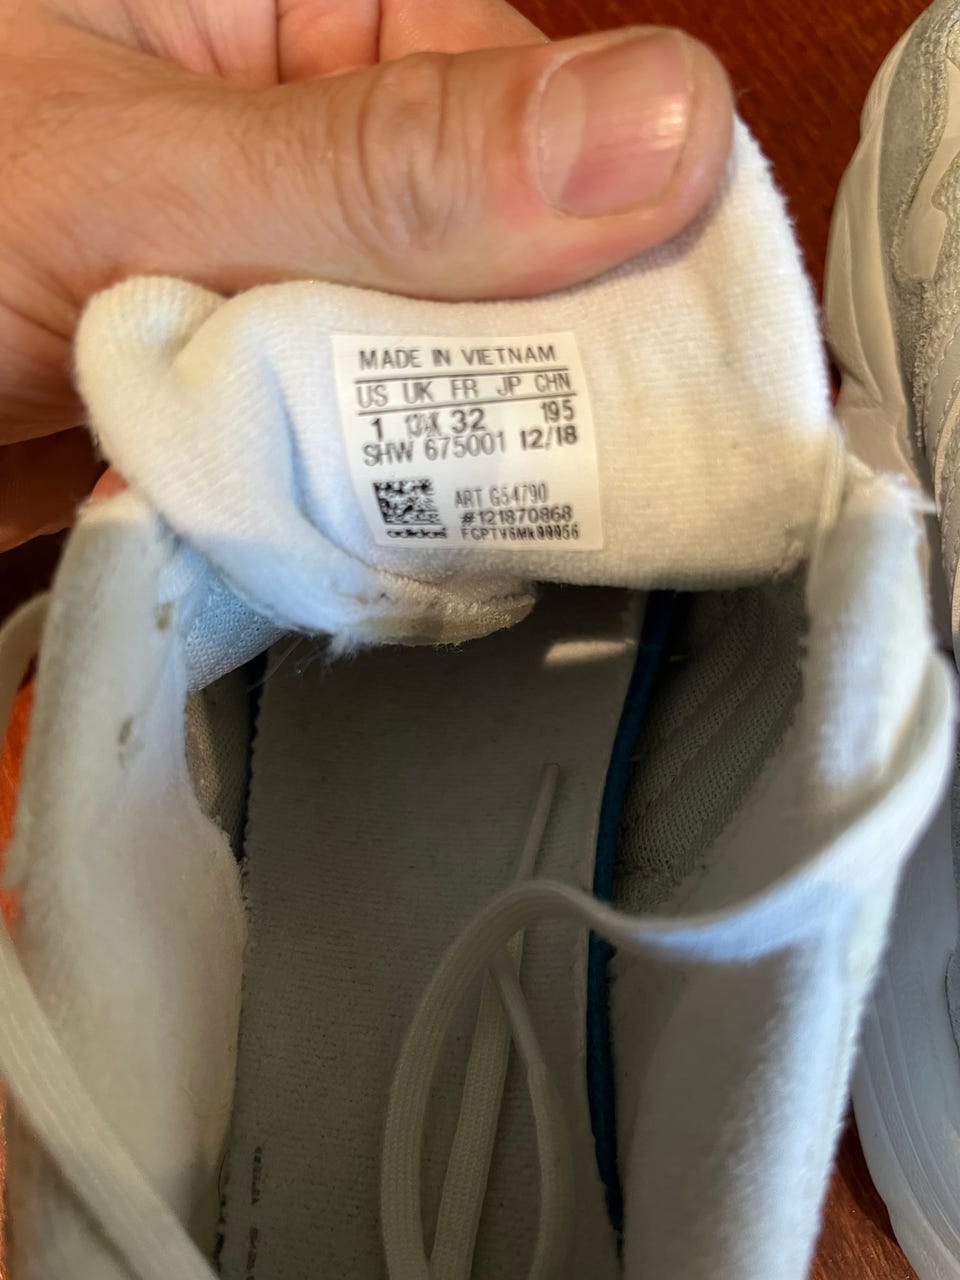 MADE IN VIETNAM
US UK FR JP CHN
1 13½K 32 195
SHW 675001 12/18
ART G54790
#121870868
adidas